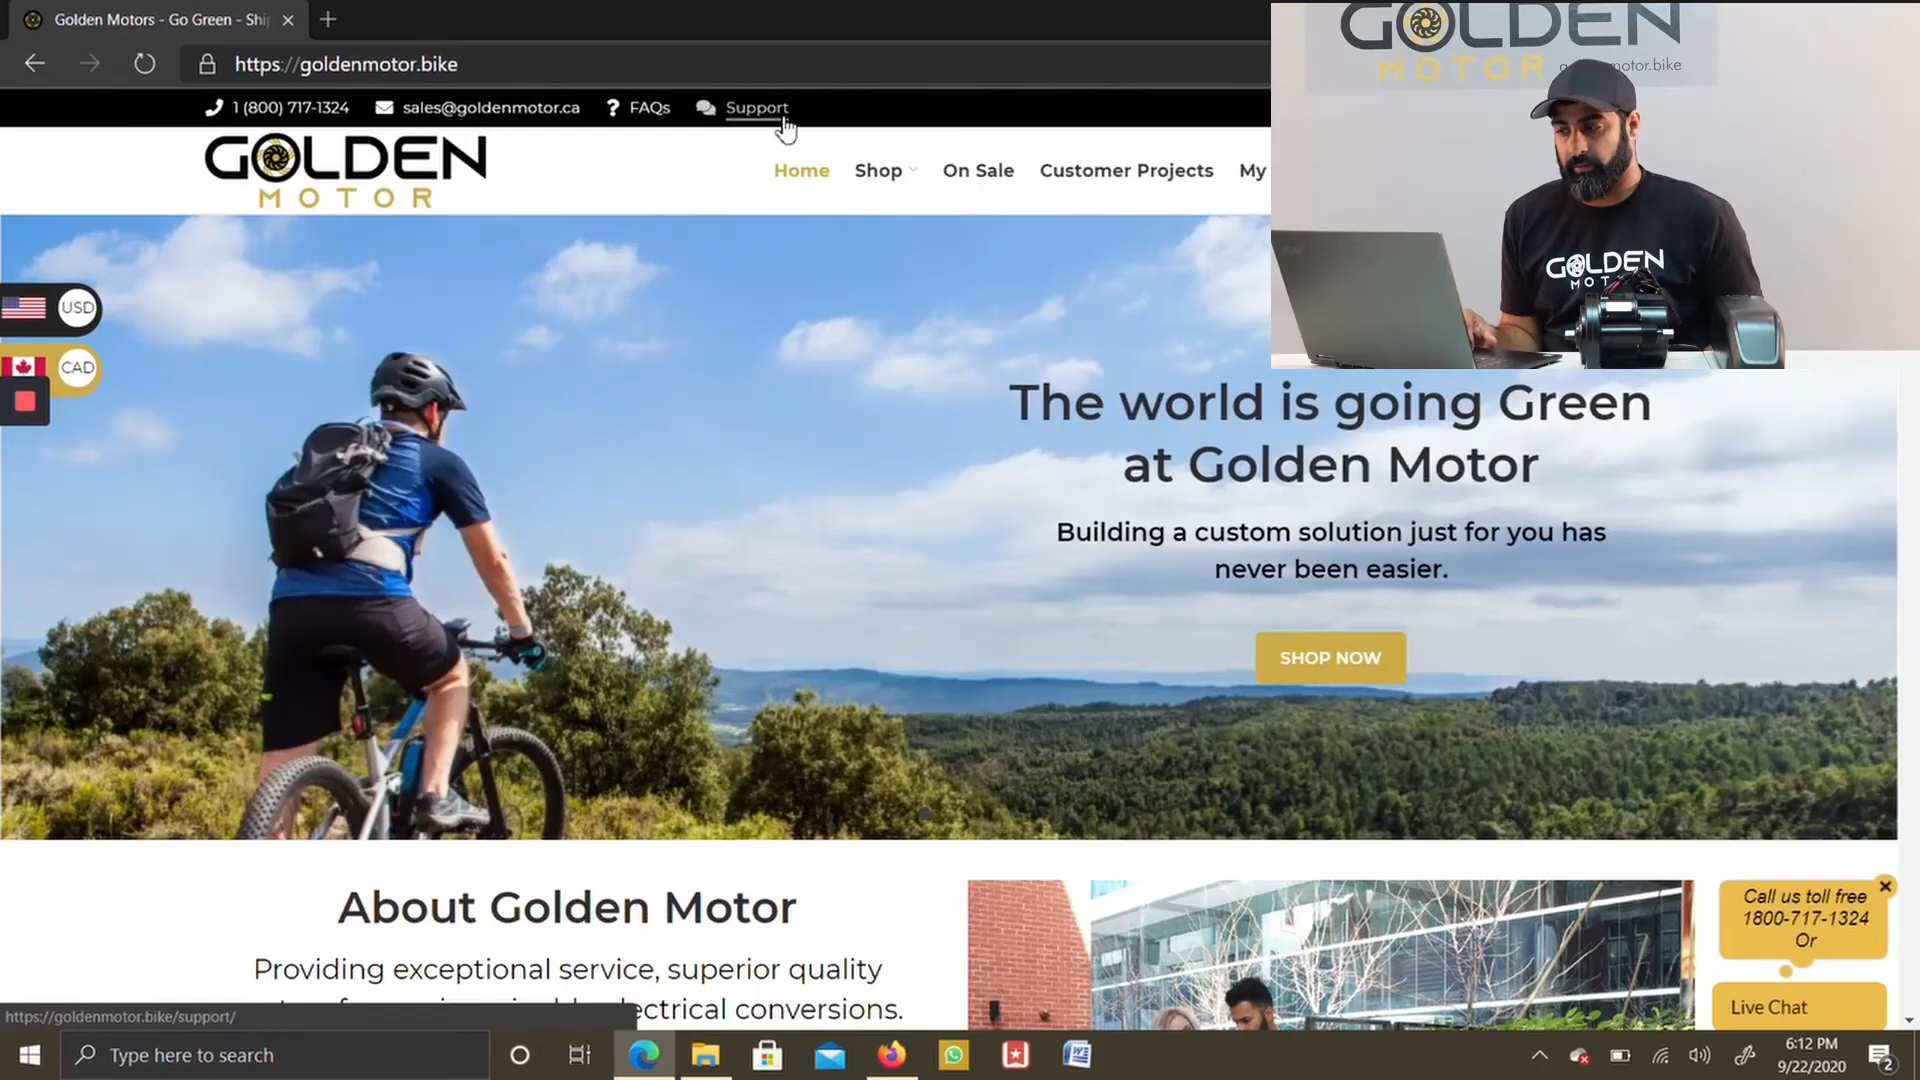 Golden Motors - Go Green - Ship
https://goldenmotor.bike
1 (800) 717-1324 sales@goldenmotor.ca FAQs Support
GOLDEN
MOTOR
Home Shop On Sale Customer Projects My
USD
CAD
The world is going Green
at Golden Motor
Building a custom solution just for you has
never been easier.
SHOP NOW
GOLDEN
MOTOR
motor.bike
GOLDEN
MOT
About Golden Motor
Providing exceptional service, superior quality
electrical conversions.
Call us toll free
1800-717-1324
Or
Live Chat
https://goldenmotor.bike/support/
Type here to search
6:12 PM
9/22/2020
2